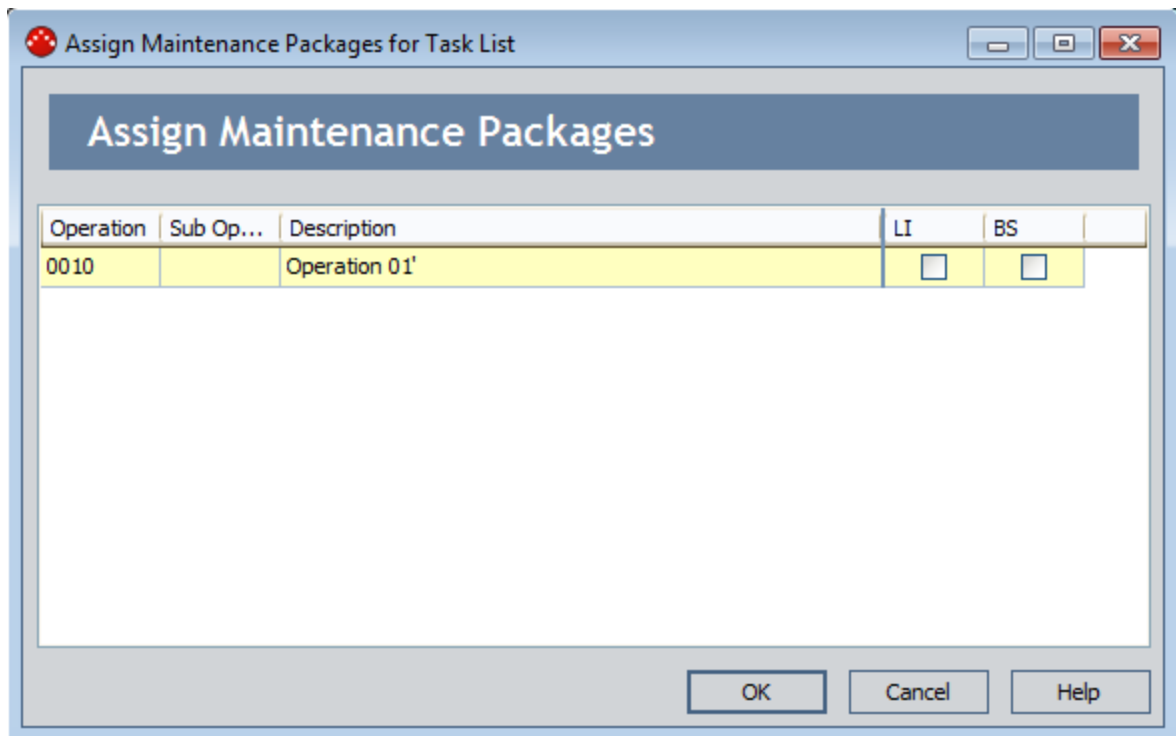 Assign Maintenance Packages for Task List
Assign Maintenance Packages
Operation Sub Op... Description LI BS
0010 Operation 01'
OK Cancel Help